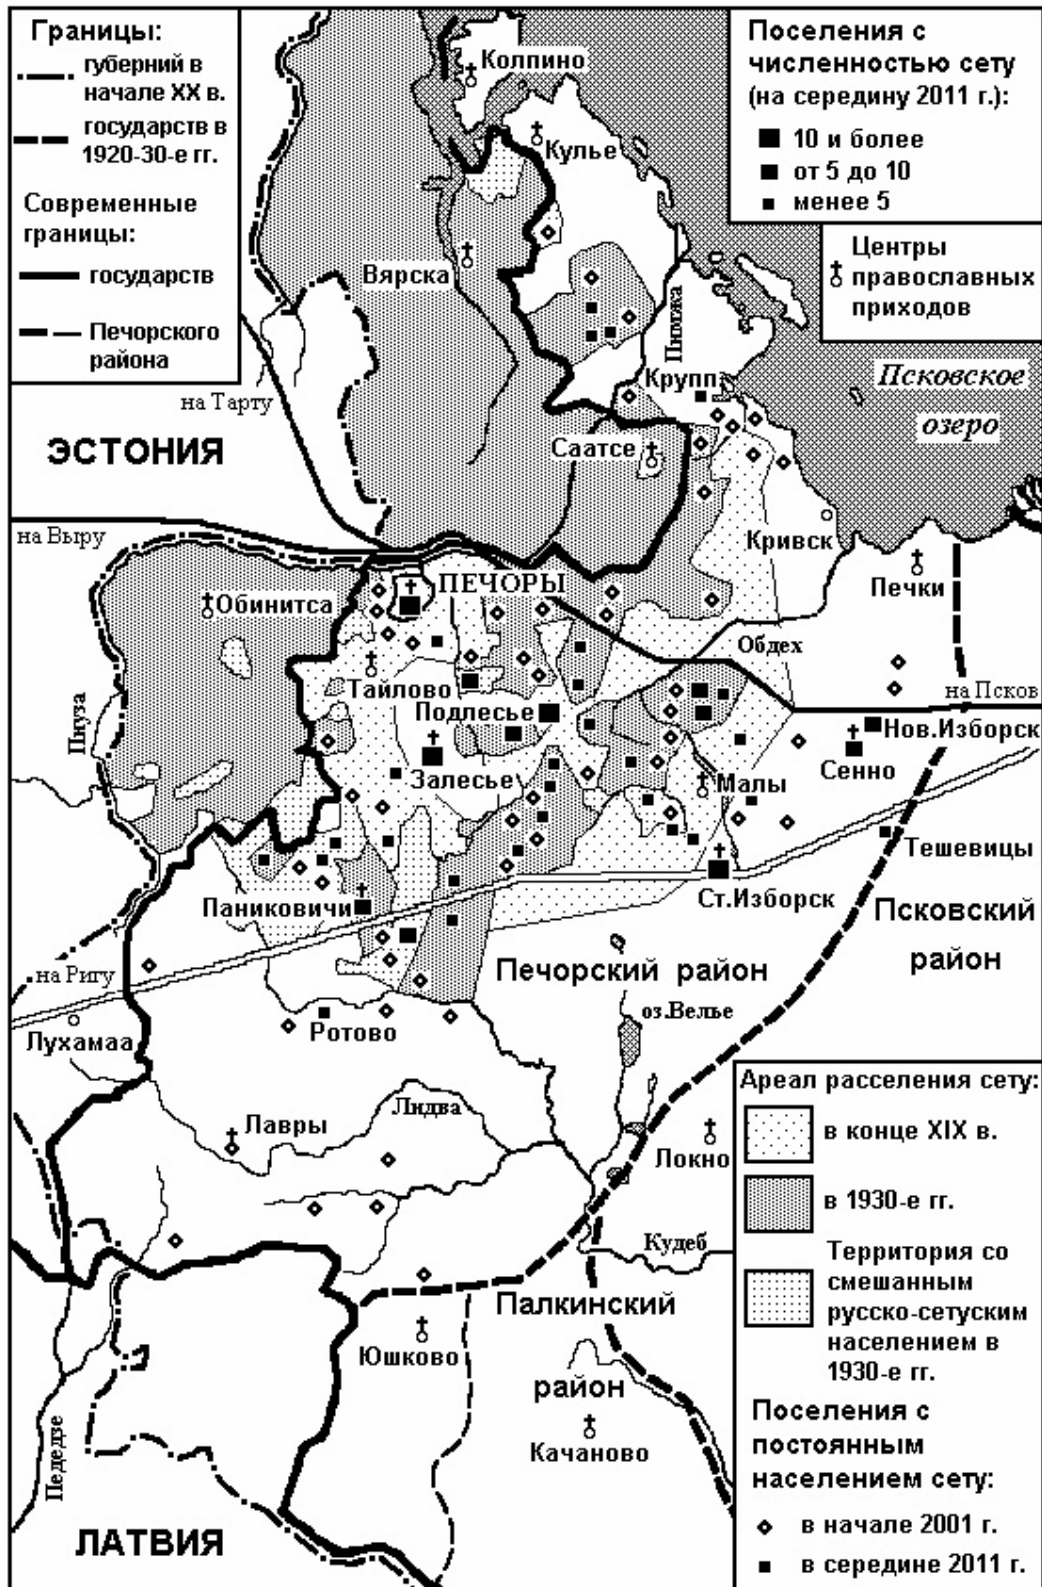 Границы:
губерний в
начале XX в.
государств в
1920-30-е гг.
Современные
границы:
государств
Печорского
района
Поселения с
численностью сету
(на середину 2011 г.):
10 и более
от 5 до 10
менее 5
Центры
православных
приходов
Колпино
Кулье
Вярска
Пимжа
Крупп
Псковское
озеро
на Тарту
ЭСТОНИЯ
Саатсе
на Выру
Кривск
ПЕЧОРЫ
Печки
Обинитса
Обдех
Тайлово
на Псков
Пиуза
Подлесье
Нов.Изборск
Залесье
Малы
Сенно
Тешевицы
Паниковичи
Ст.Изборск
Псковский
район
на Ригу
Печорский район
оз.Велье
Лухамаа
Ротово
Лидва
Лавры
Локно
Кудеб
Палкинский
район
Юшково
Качаново
Педедзе
ЛАТВИЯ
Ареал расселения сету:
в конце XIX в.
в 1930-е гг.
Территория со
смешанным
русско-сетуским
населением в
1930-е гг.
Поселения с
постоянным
населением сету:
в начале 2001 г.
в середине 2011 г.